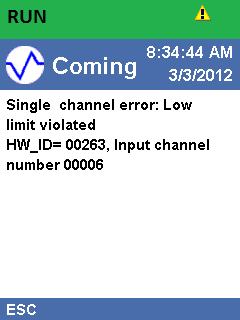 RUN
8:34:44 AM
Coming
3/3/2012
Single channel error: Low
limit violated
HW_ID= 00263, Input channel
number 00006
ESC